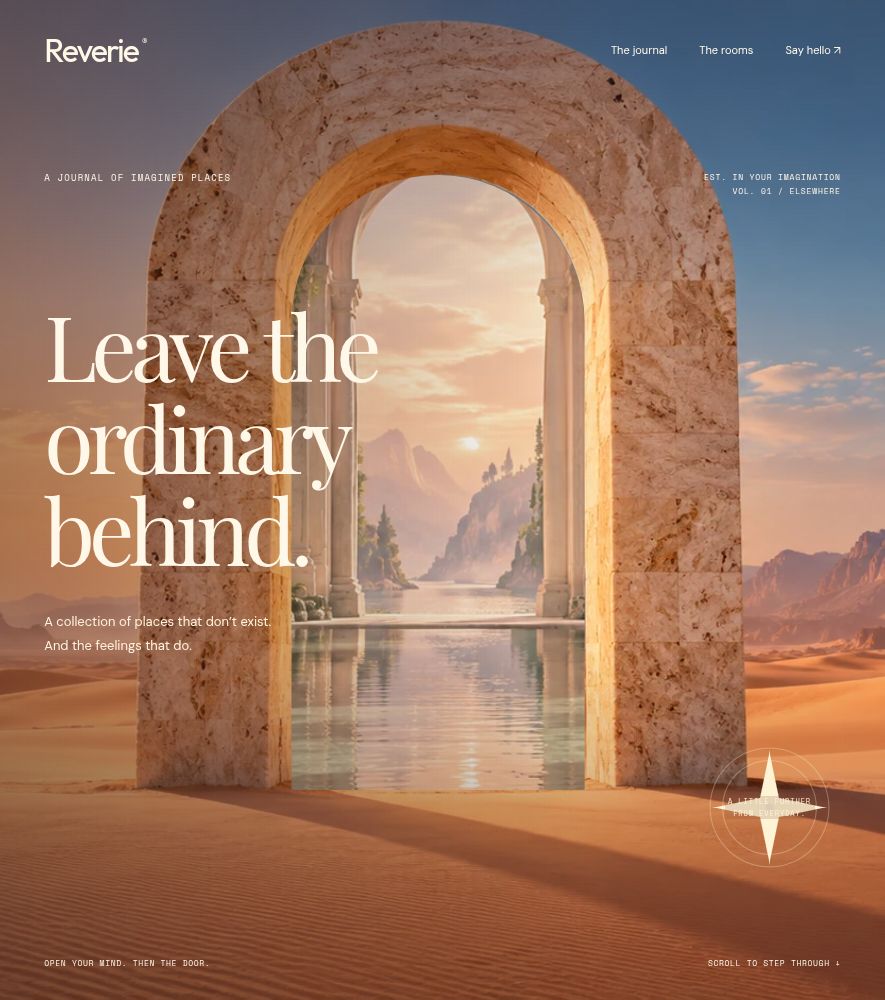 Reverie®
The journal
The rooms
Say hello ↗
A JOURNAL OF IMAGINED PLACES
EST. IN YOUR IMAGINATION
VOL. 01 / ELSEWHERE
Leave the
ordinary
behind.
A collection of places that don’t exist.
And the feelings that do.
A LITTLE FURTHER
FROM EVERYDAY.
OPEN YOUR MIND. THEN THE DOOR.
SCROLL TO STEP THROUGH ↓